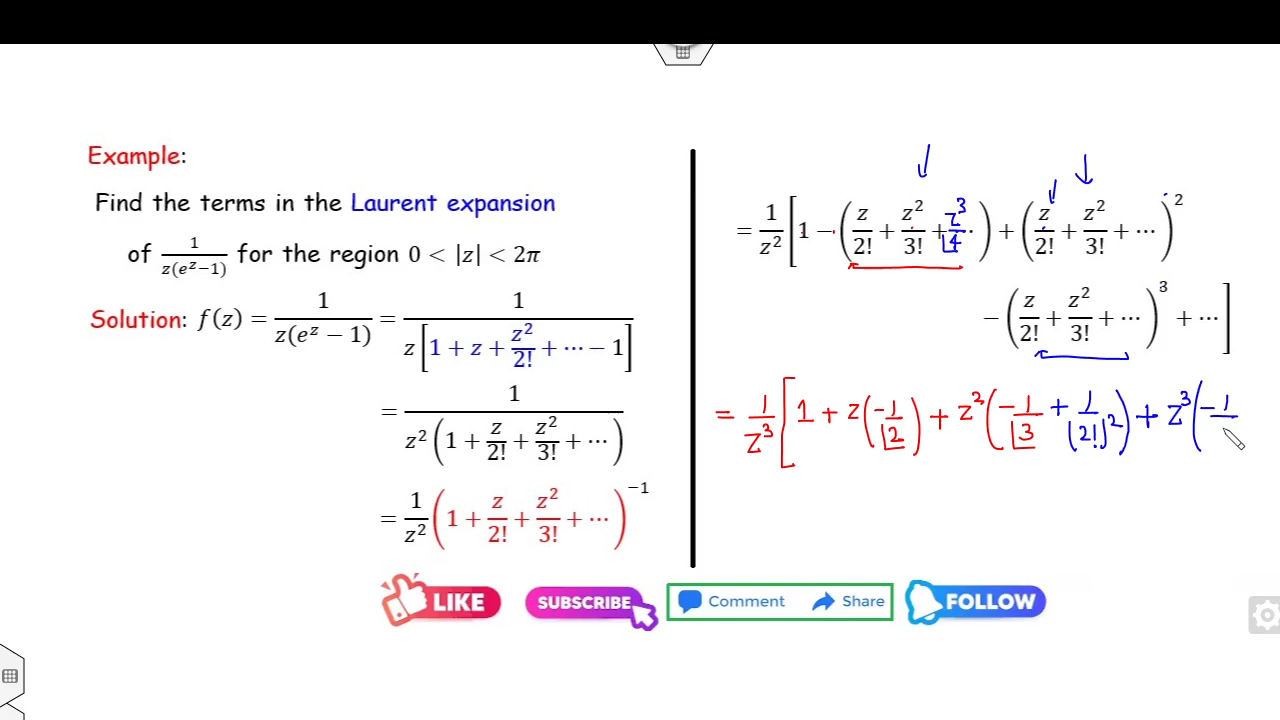 Example:
Find the terms in the Laurent expansion
of 1/(z(e^z−1)) for the region 0 < |z| < 2π
Solution: f(z) = 1/(z(e^z − 1)) = 1/(z[1 + z + z²/2! + ⋯ − 1])
= 1/(z²(1 + z/2! + z²/3! + ⋯))
= 1/z² (1 + z/2! + z²/3! + ⋯)^−1
= 1/z² [1 − (z/2! + z²/3! + z³/⌊4 ⋅) + (z/2! + z²/3! + ⋯)²
− (z/2! + z²/3! + ⋯)³ + ⋯]
= 1/z³ [1 + z(−1/⌊2) + z²(−1/⌊3 + 1/(2!)²) + z³(−1/
LIKE SUBSCRIBE Comment Share FOLLOW